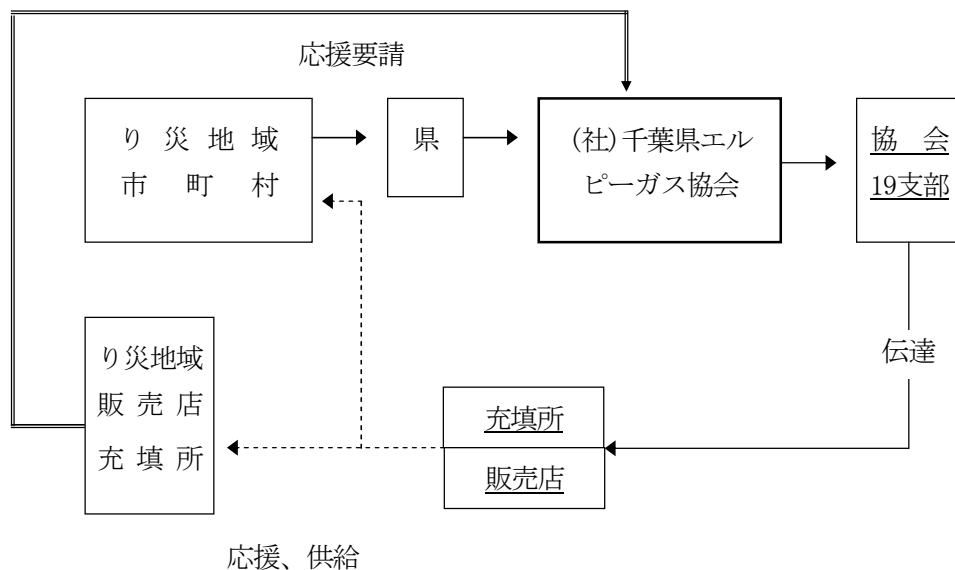 応援要請
り災地域
市町村
県
(社)千葉県エル
ピーガス協会
協会
19支部
伝達
り災地域
販売店
充填所
充填所
販売店
応援、供給